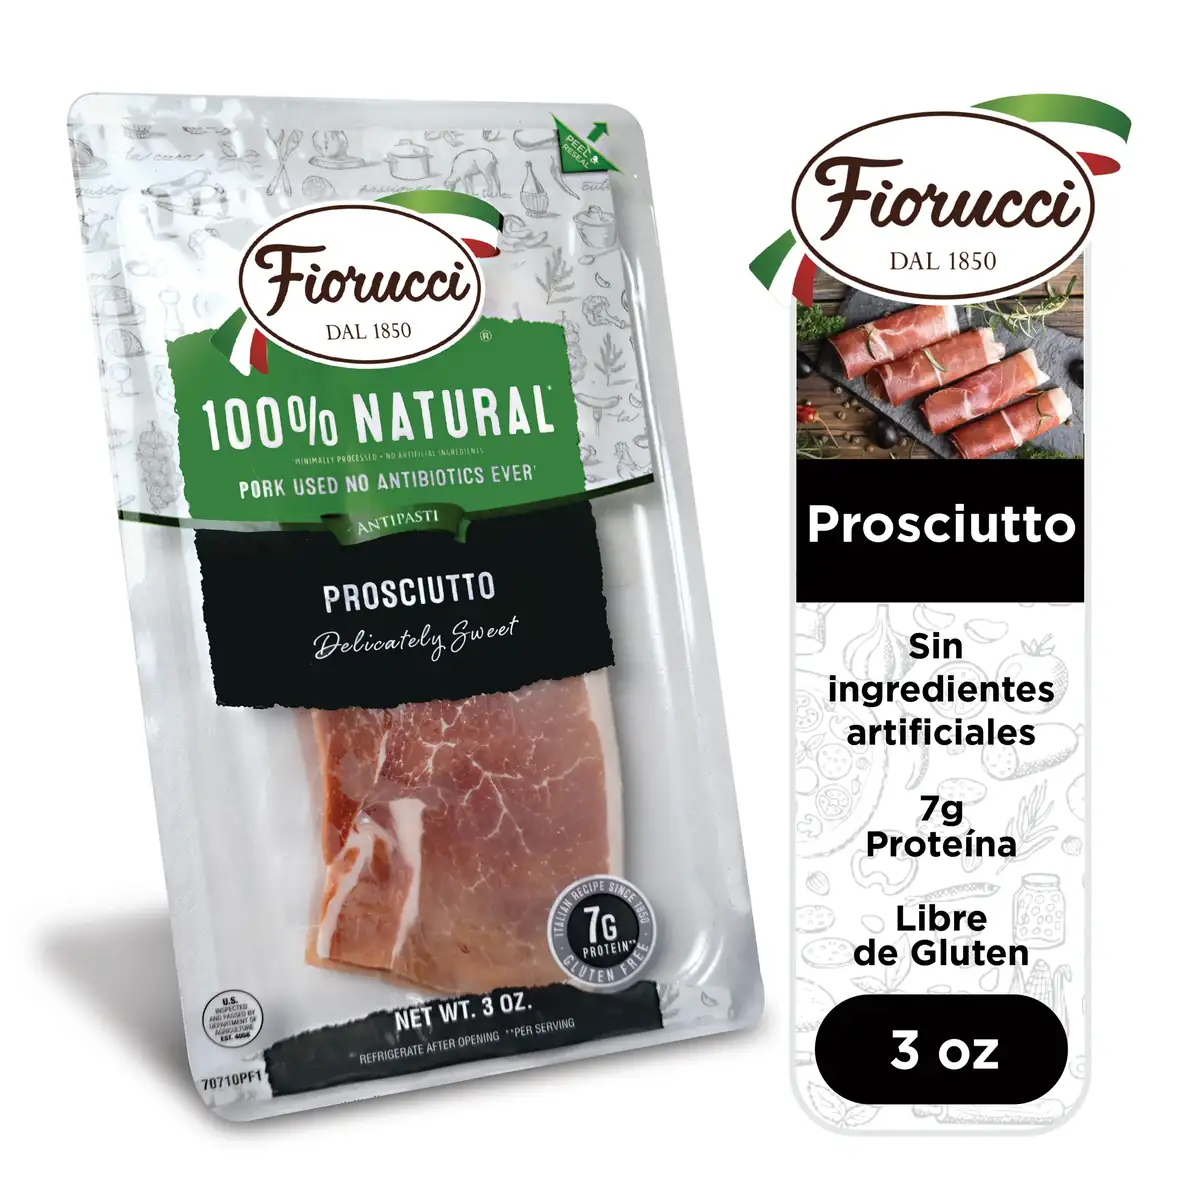 PEEL &
RESEAL
Fiorucci
DAL 1850
®
100% NATURAL*
*MINIMALLY PROCESSED • NO ARTIFICIAL INGREDIENTS
PORK USED NO ANTIBIOTICS EVER
ANTIPASTI
PROSCIUTTO
Delicately Sweet
ITALIAN RECIPE SINCE 1850
7G
PROTEIN**
GLUTEN FREE
NET WT. 3 OZ.
REFRIGERATE AFTER OPENING **PER SERVING
U.S.
INSPECTED
AND PASSED BY
DEPARTMENT OF
AGRICULTURE
EST. 4056
70710PF1
Fiorucci
DAL 1850
Prosciutto
Sin
ingredientes
artificiales
7g
Proteína
Libre
de Gluten
3 oz